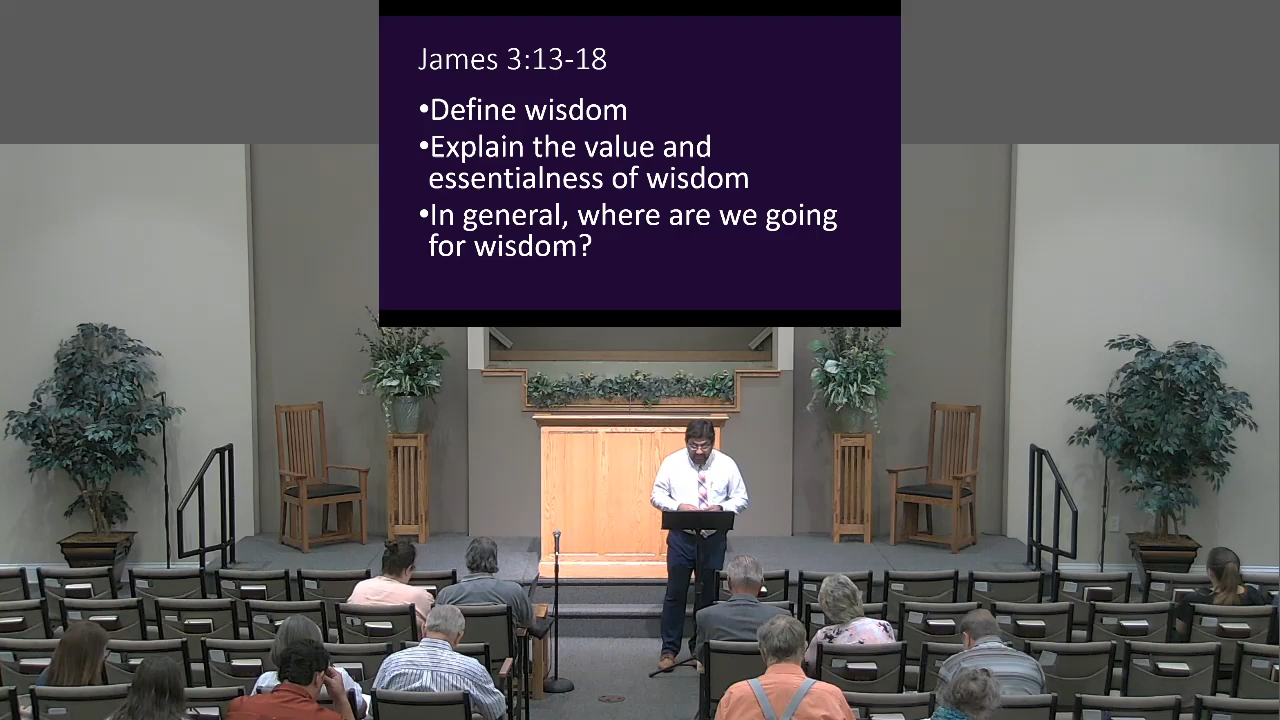 James 3:13-18
•Define wisdom
•Explain the value and
essentialness of wisdom
•In general, where are we going
for wisdom?